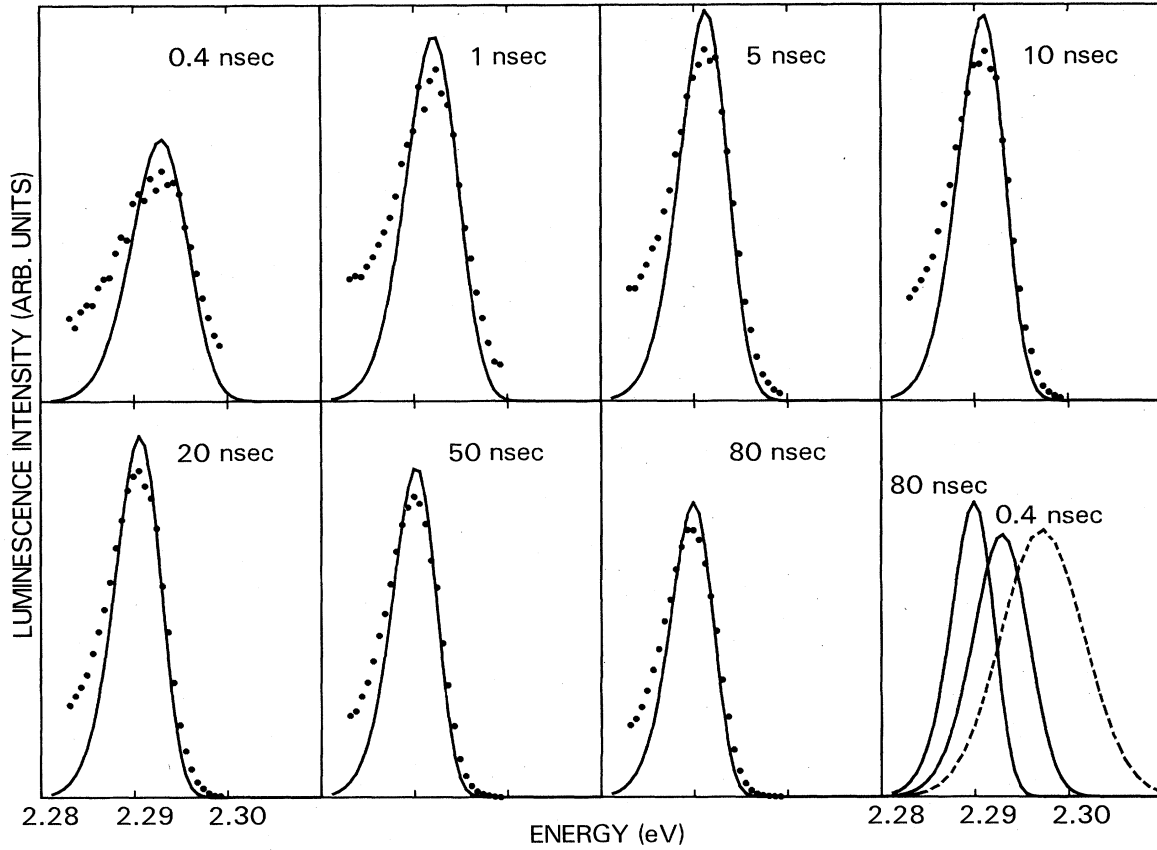 0.4 nsec
1 nsec
5 nsec
10 nsec
LUMINESCENCE INTENSITY (ARB. UNITS)
20 nsec
50 nsec
80 nsec
80 nsec
0.4 nsec
2.28 2.29 2.30
2.28 2.29 2.30
ENERGY (eV)